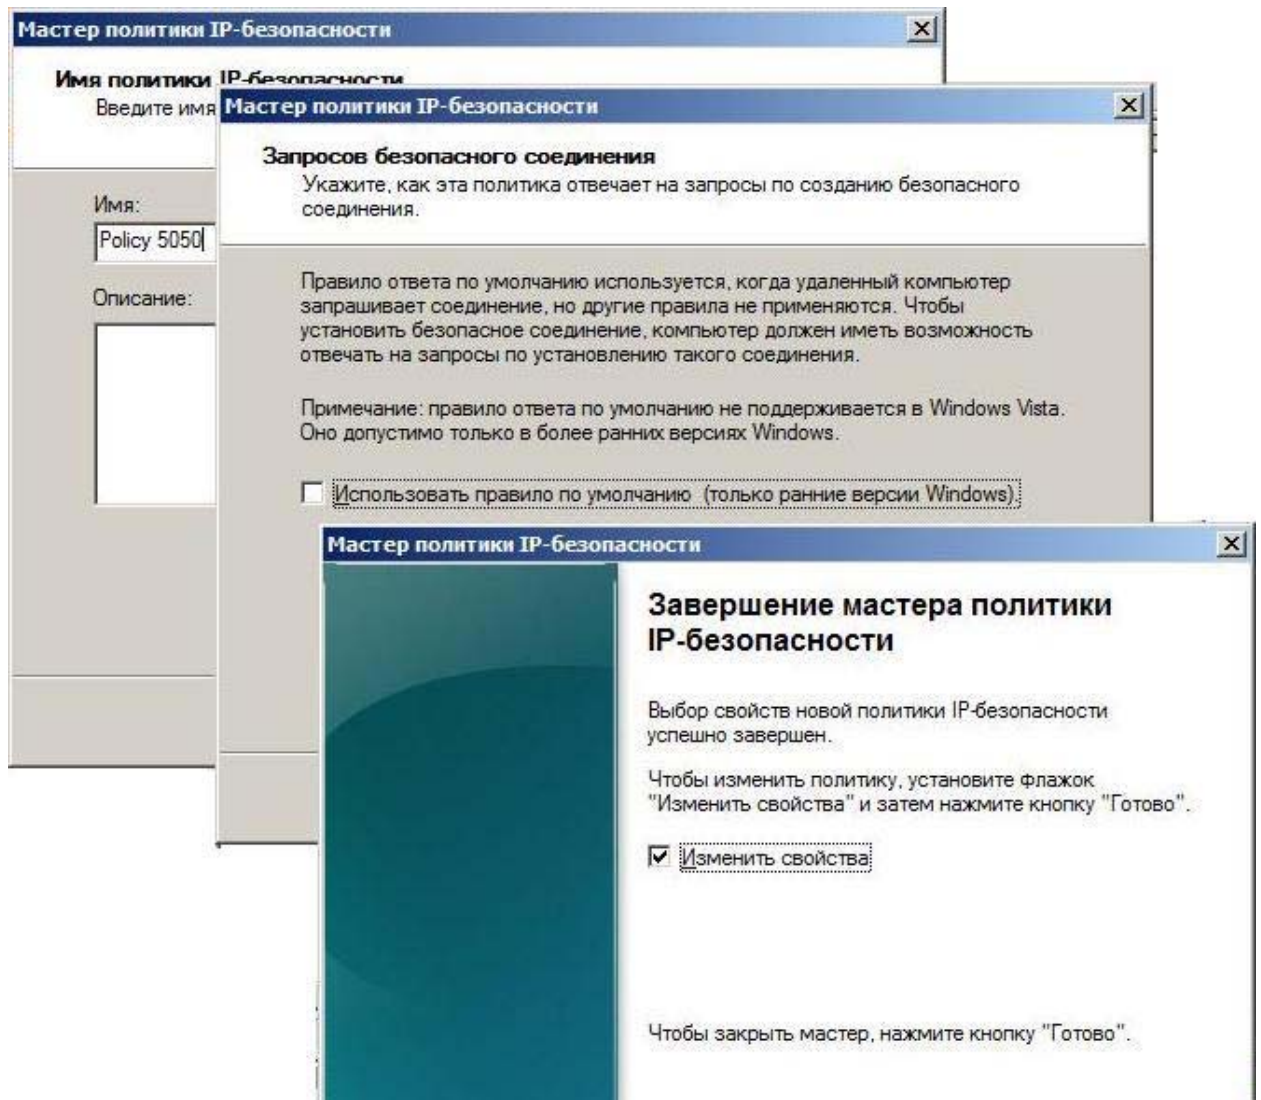 Мастер политики IP-безопасности
Имя политики IP-безопасности
Введите имя
Имя:
Policy 5050
Описание:
Мастер политики IP-безопасности
Запросов безопасного соединения
Укажите, как эта политика отвечает на запросы по созданию безопасного
соединения.
Правило ответа по умолчанию используется, когда удаленный компьютер
запрашивает соединение, но другие правила не применяются. Чтобы
установить безопасное соединение, компьютер должен иметь возможность
отвечать на запросы по установлению такого соединения.
Примечание: правило ответа по умолчанию не поддерживается в Windows Vista.
Оно допустимо только в более ранних версиях Windows.
Использовать правило по умолчанию (только ранние версии Windows).
Мастер политики IP-безопасности
Завершение мастера политики
IP-безопасности
Выбор свойств новой политики IP-безопасности
успешно завершен.
Чтобы изменить политику, установите флажок
"Изменить свойства" и затем нажмите кнопку "Готово".
Изменить свойства
Чтобы закрыть мастер, нажмите кнопку "Готово".